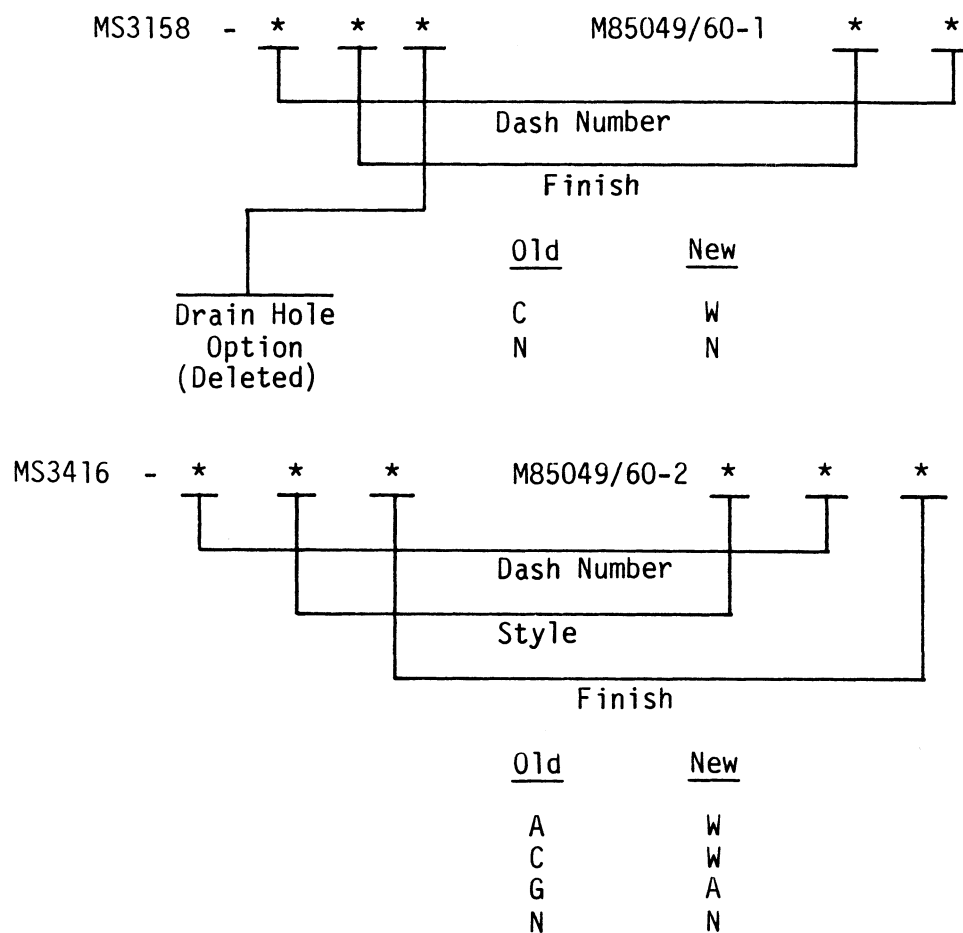 MS3158 - * * * M85049/60-1 * *
Dash Number
Finish
Old New
C W
N N
Drain Hole
Option
(Deleted)
MS3416 - * * * M85049/60-2 * * *
Dash Number
Style
Finish
Old New
A W
C W
G A
N N